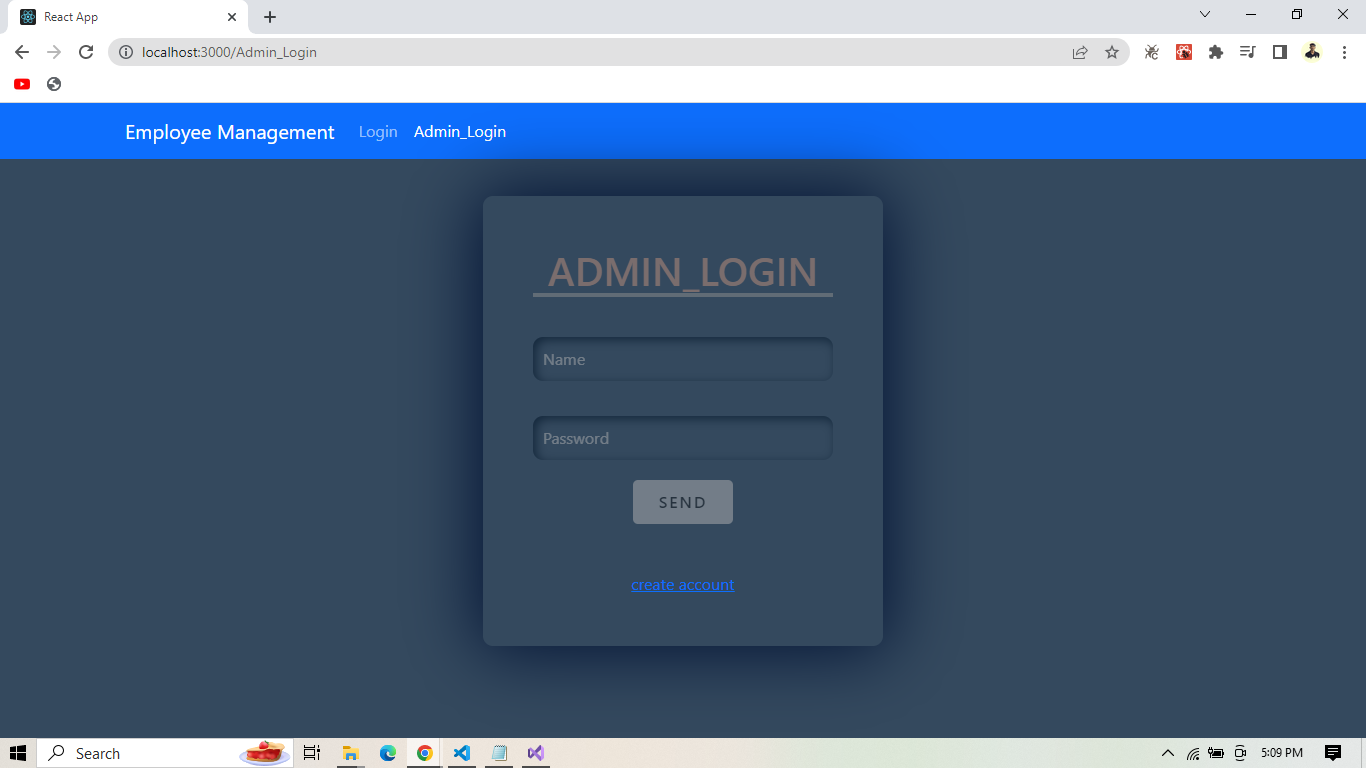 React App
localhost:3000/Admin_Login
Employee Management Login Admin_Login
ADMIN_LOGIN
Name
Password
SEND
create account
Search
5:09 PM